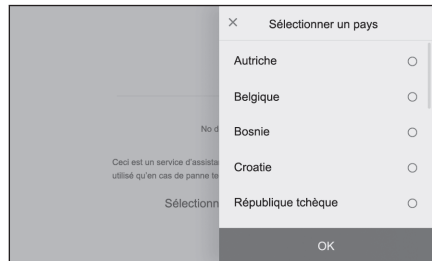 × Sélectionner un pays
Autriche
Belgique
Bosnie
Croatie
République tchèque
OK
No d
Ceci est un service d'assista
utilisé qu'en cas de panne te
Sélectionn